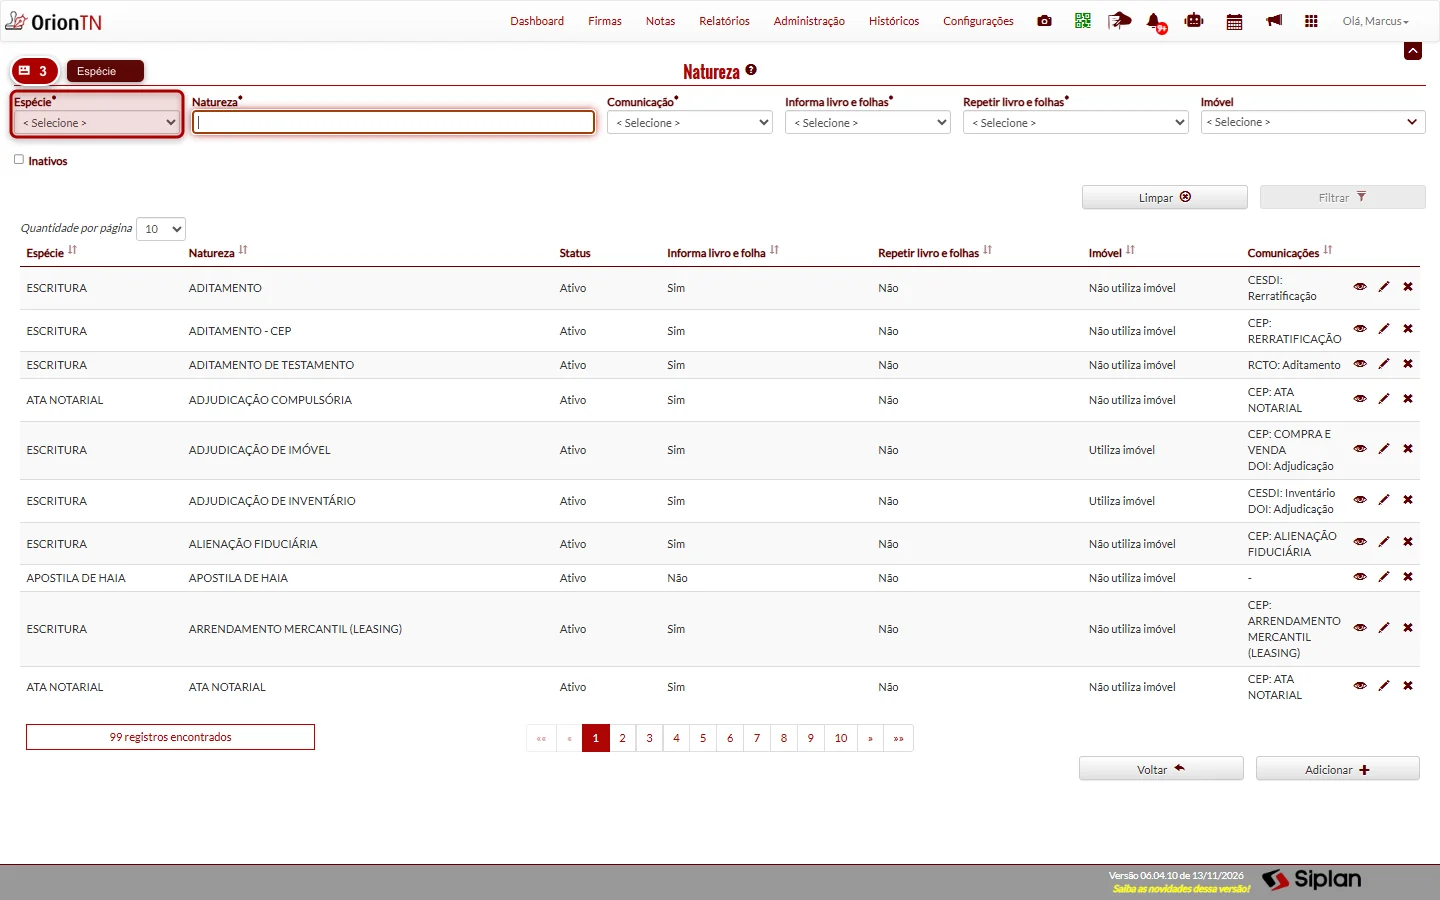 OrionTN
Dashboard Firmas Notas Relatórios Administração Históricos Configurações 9+ Olá, Marcus
3 Espécie
Natureza
Espécie* Natureza* Comunicação* Informa livro e folhas* Repetir livro e folhas* Imóvel
< Selecione > < Selecione > < Selecione > < Selecione > < Selecione >
Inativos
Limpar Filtrar
Quantidade por página 10
Espécie Natureza Status Informa livro e folha Repetir livro e folhas Imóvel Comunicações
ESCRITURA ADITAMENTO Ativo Sim Não Não utiliza imóvel CESDI:
Rerratificação
ESCRITURA ADITAMENTO - CEP Ativo Sim Não Não utiliza imóvel CEP:
RERRATIFICAÇÃO
ESCRITURA ADITAMENTO DE TESTAMENTO Ativo Sim Não Não utiliza imóvel RCTO: Aditamento
ATA NOTARIAL ADJUDICAÇÃO COMPULSÓRIA Ativo Sim Não Não utiliza imóvel CEP: ATA
NOTARIAL
ESCRITURA ADJUDICAÇÃO DE IMÓVEL Ativo Sim Não Utiliza imóvel CEP: COMPRA E
VENDA
DOI: Adjudicação
ESCRITURA ADJUDICAÇÃO DE INVENTÁRIO Ativo Sim Não Utiliza imóvel CESDI: Inventário
DOI: Adjudicação
ESCRITURA ALIENAÇÃO FIDUCIÁRIA Ativo Sim Não Não utiliza imóvel CEP: ALIENAÇÃO
FIDUCIÁRIA
APOSTILA DE HAIA APOSTILA DE HAIA Ativo Não Não Não utiliza imóvel -
ESCRITURA ARRENDAMENTO MERCANTIL (LEASING) Ativo Sim Não Não utiliza imóvel CEP:
ARRENDAMENTO
MERCANTIL
(LEASING)
ATA NOTARIAL ATA NOTARIAL Ativo Sim Não Não utiliza imóvel CEP: ATA
NOTARIAL
99 registros encontrados «« « 1 2 3 4 5 6 7 8 9 10 » »»
Voltar Adicionar
Versão 06.04.10 de 13/11/2026
Saiba as novidades dessa versão!
Siplan